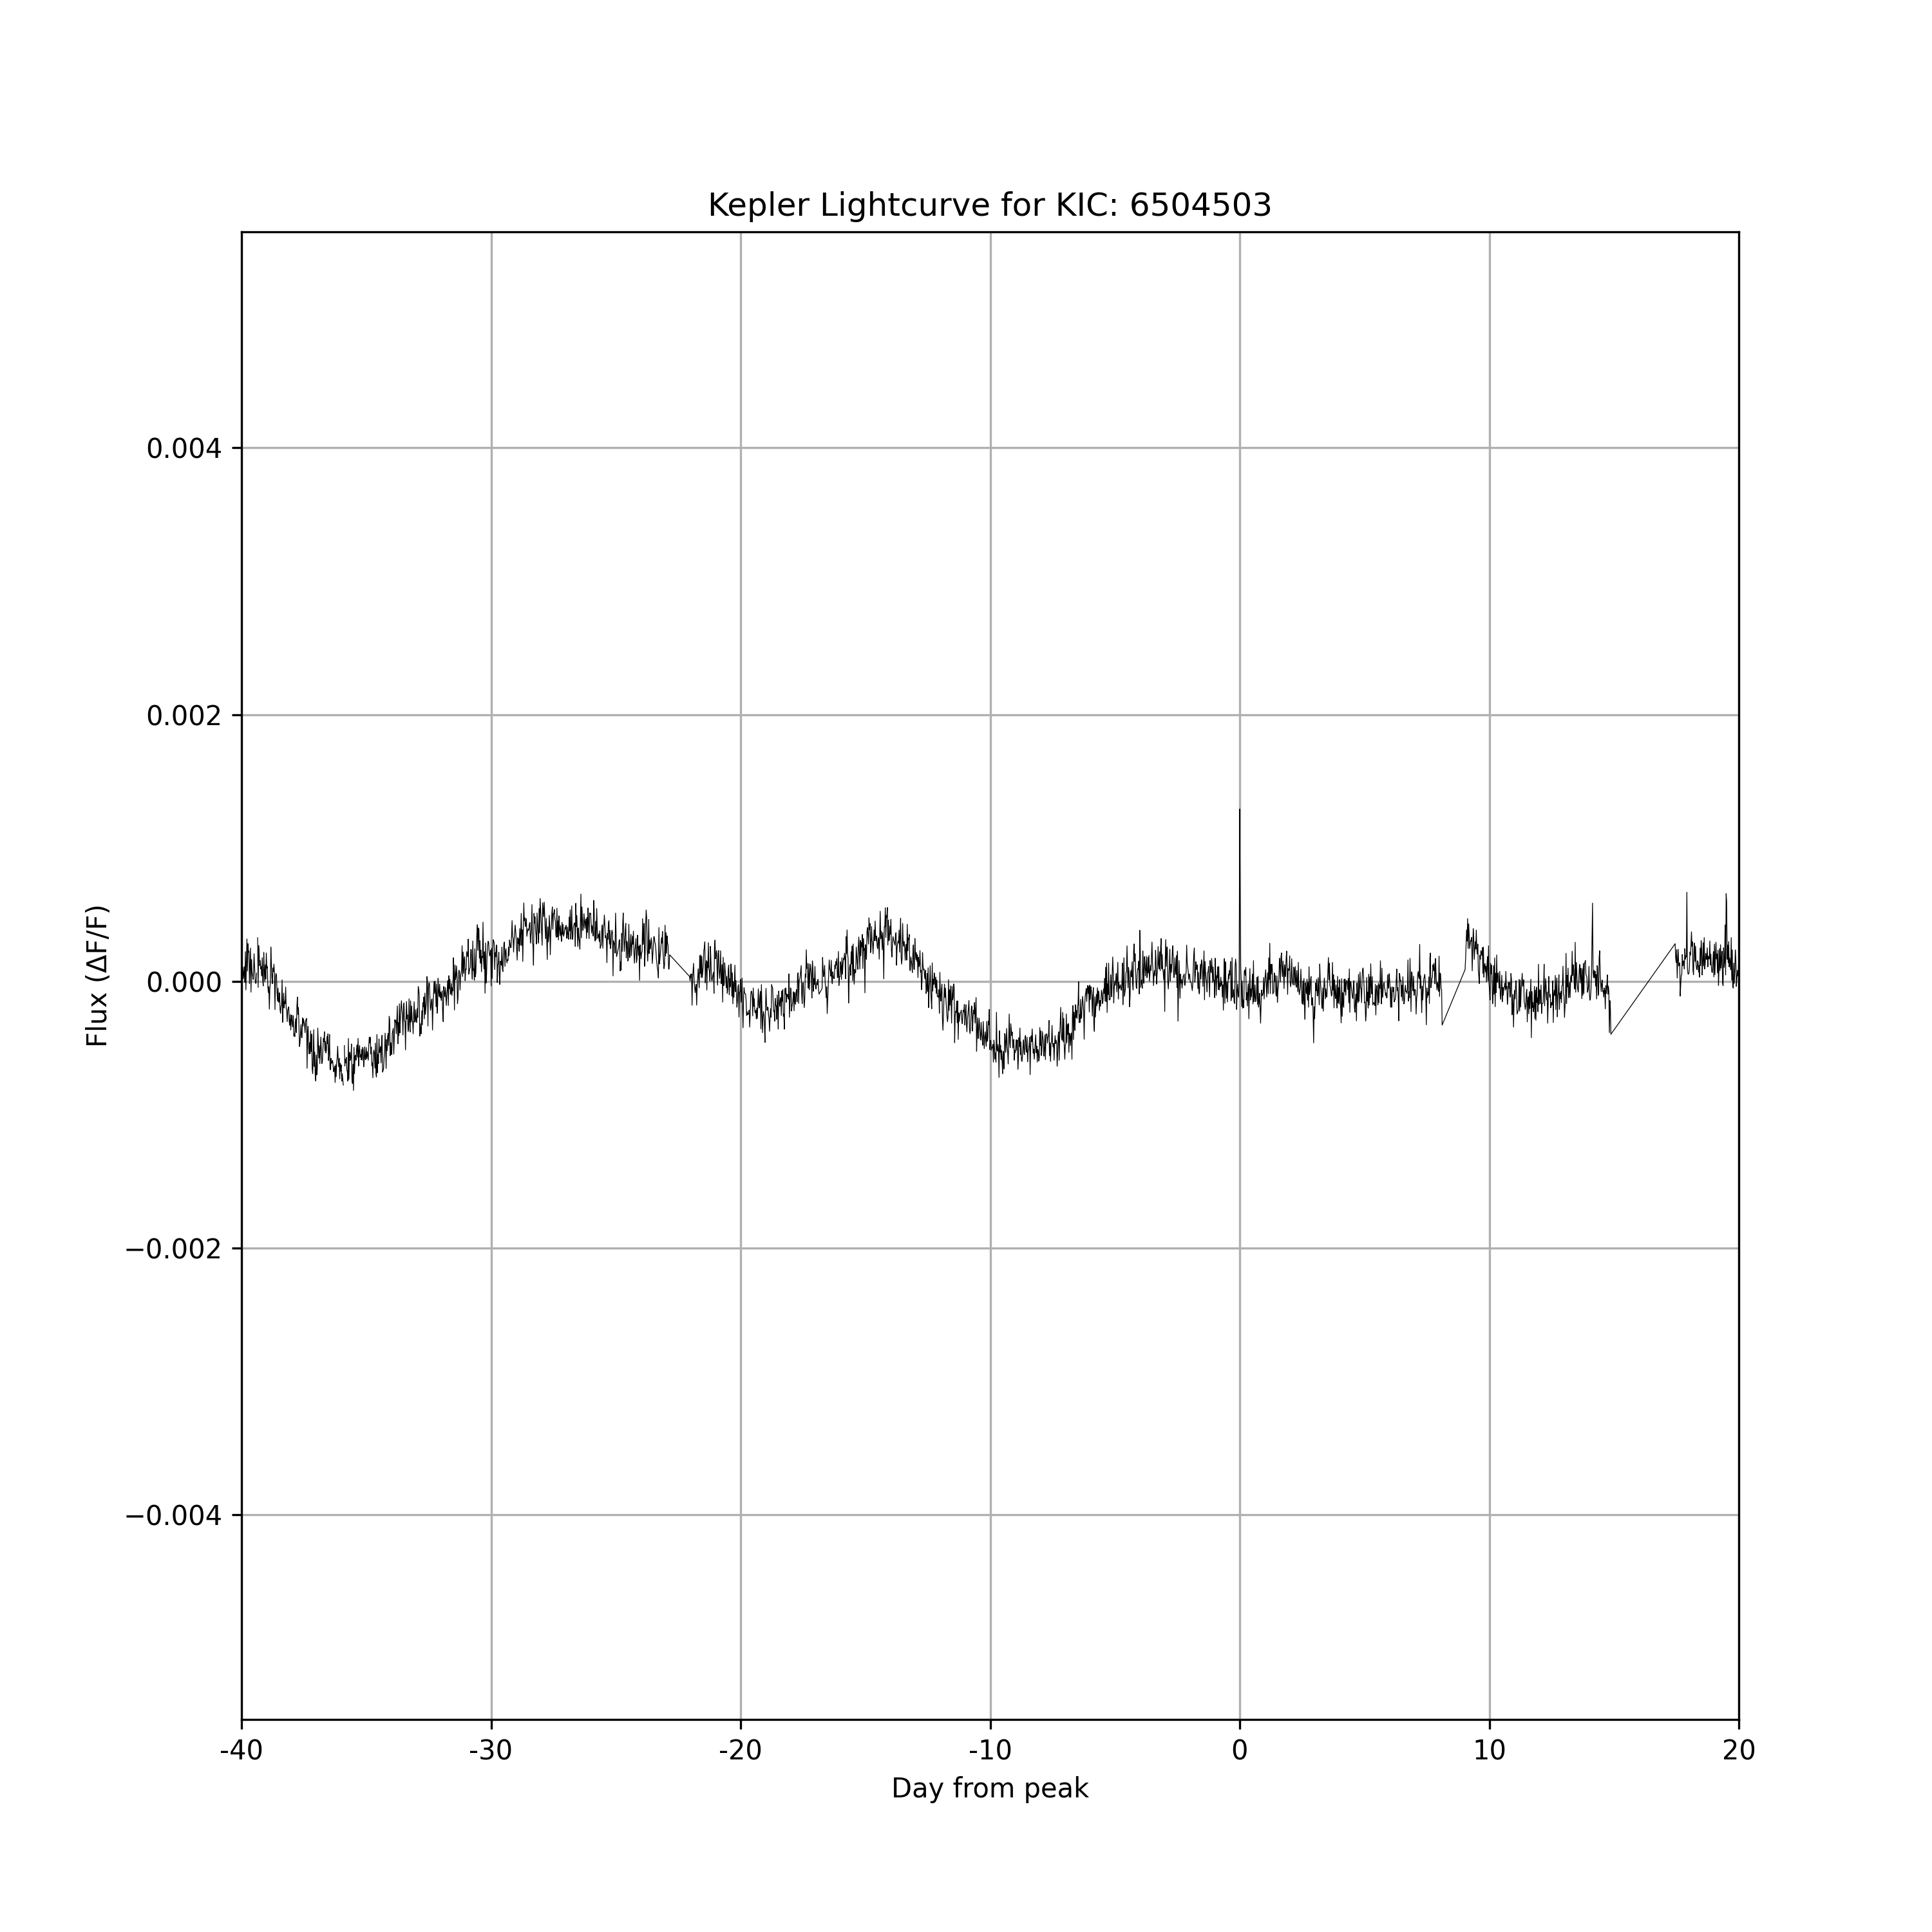 Kepler Lightcurve for KIC: 6504503
Flux (ΔF/F)
0.004
0.002
0.000
−0.002
−0.004
-40 -30 -20 -10 0 10 20
Day from peak